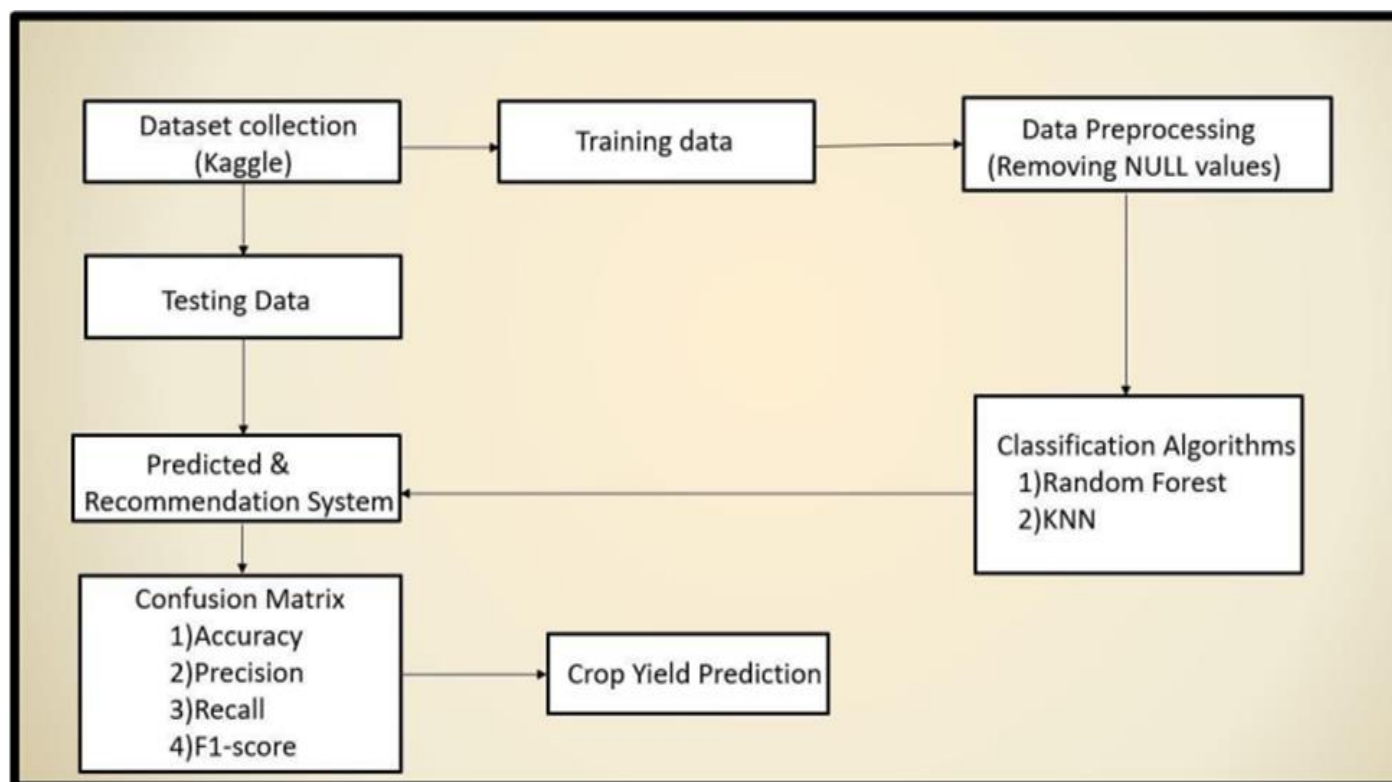 Dataset collection
(Kaggle)
Training data
Data Preprocessing
(Removing NULL values)
Testing Data
Predicted &
Recommendation System
Classification Algorithms
1)Random Forest
2)KNN
Confusion Matrix
1)Accuracy
2)Precision
3)Recall
4)F1-score
Crop Yield Prediction